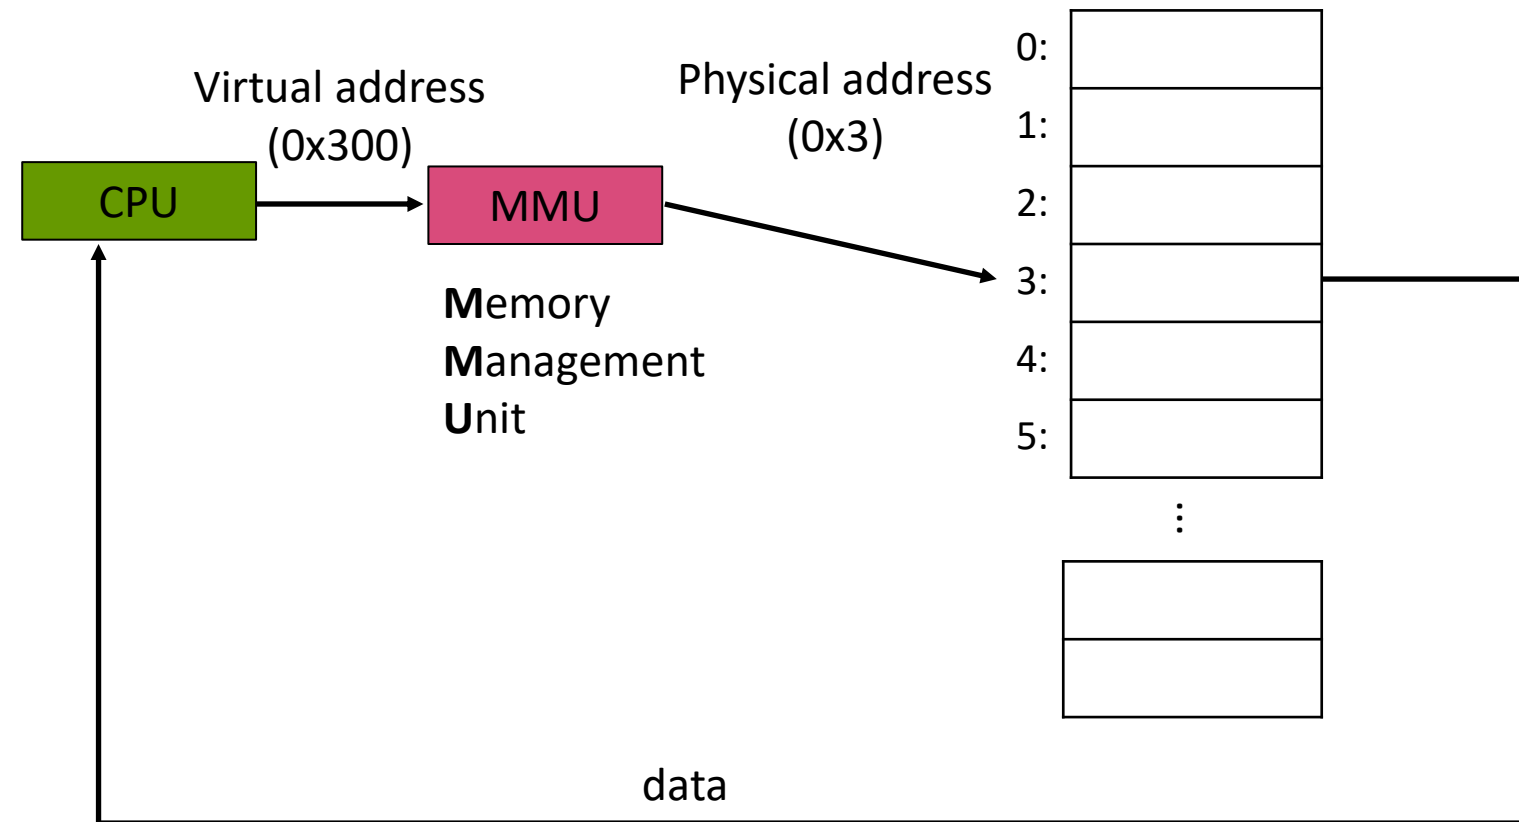 Virtual address
(0x300)
Physical address
(0x3)
CPU
MMU
Memory
Management
Unit
0:
1:
2:
3:
4:
5:
...
data